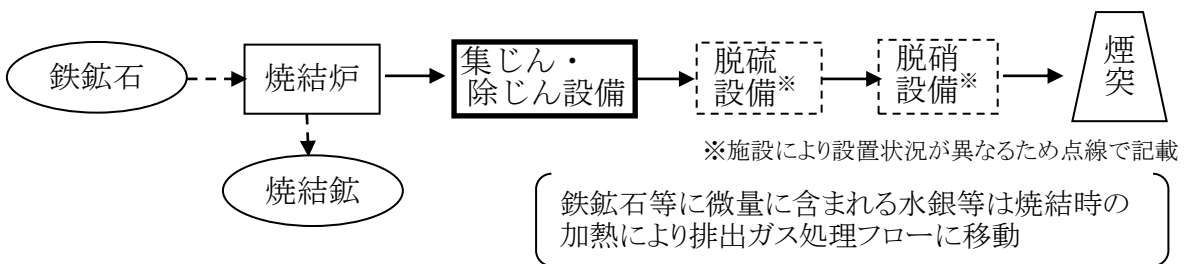 鉄鉱石
焼結炉
集じん・
除じん設備
脱硫
設備※
脱硝
設備※
煙
突
焼結鉱
※施設により設置状況が異なるため点線で記載
鉄鉱石等に微量に含まれる水銀等は焼結時の
加熱により排出ガス処理フローに移動